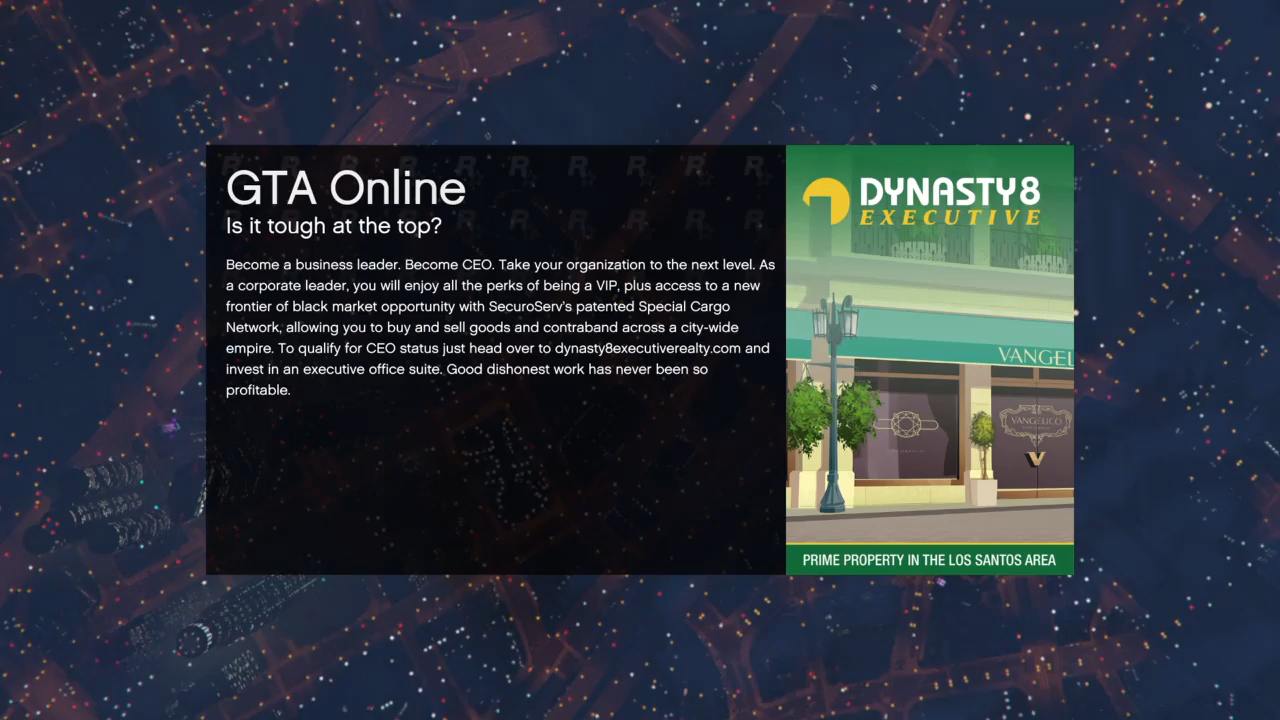 GTA Online
Is it tough at the top?
Become a business leader. Become CEO. Take your organization to the next level. As
a corporate leader, you will enjoy all the perks of being a VIP, plus access to a new
frontier of black market opportunity with SecuroServ's patented Special Cargo
Network, allowing you to buy and sell goods and contraband across a city-wide
empire. To qualify for CEO status just head over to dynasty8executiverealty.com and
invest in an executive office suite. Good dishonest work has never been so
profitable.
DYNASTY8
EXECUTIVE
VANGEL
VANGELICO
PRIME PROPERTY IN THE LOS SANTOS AREA